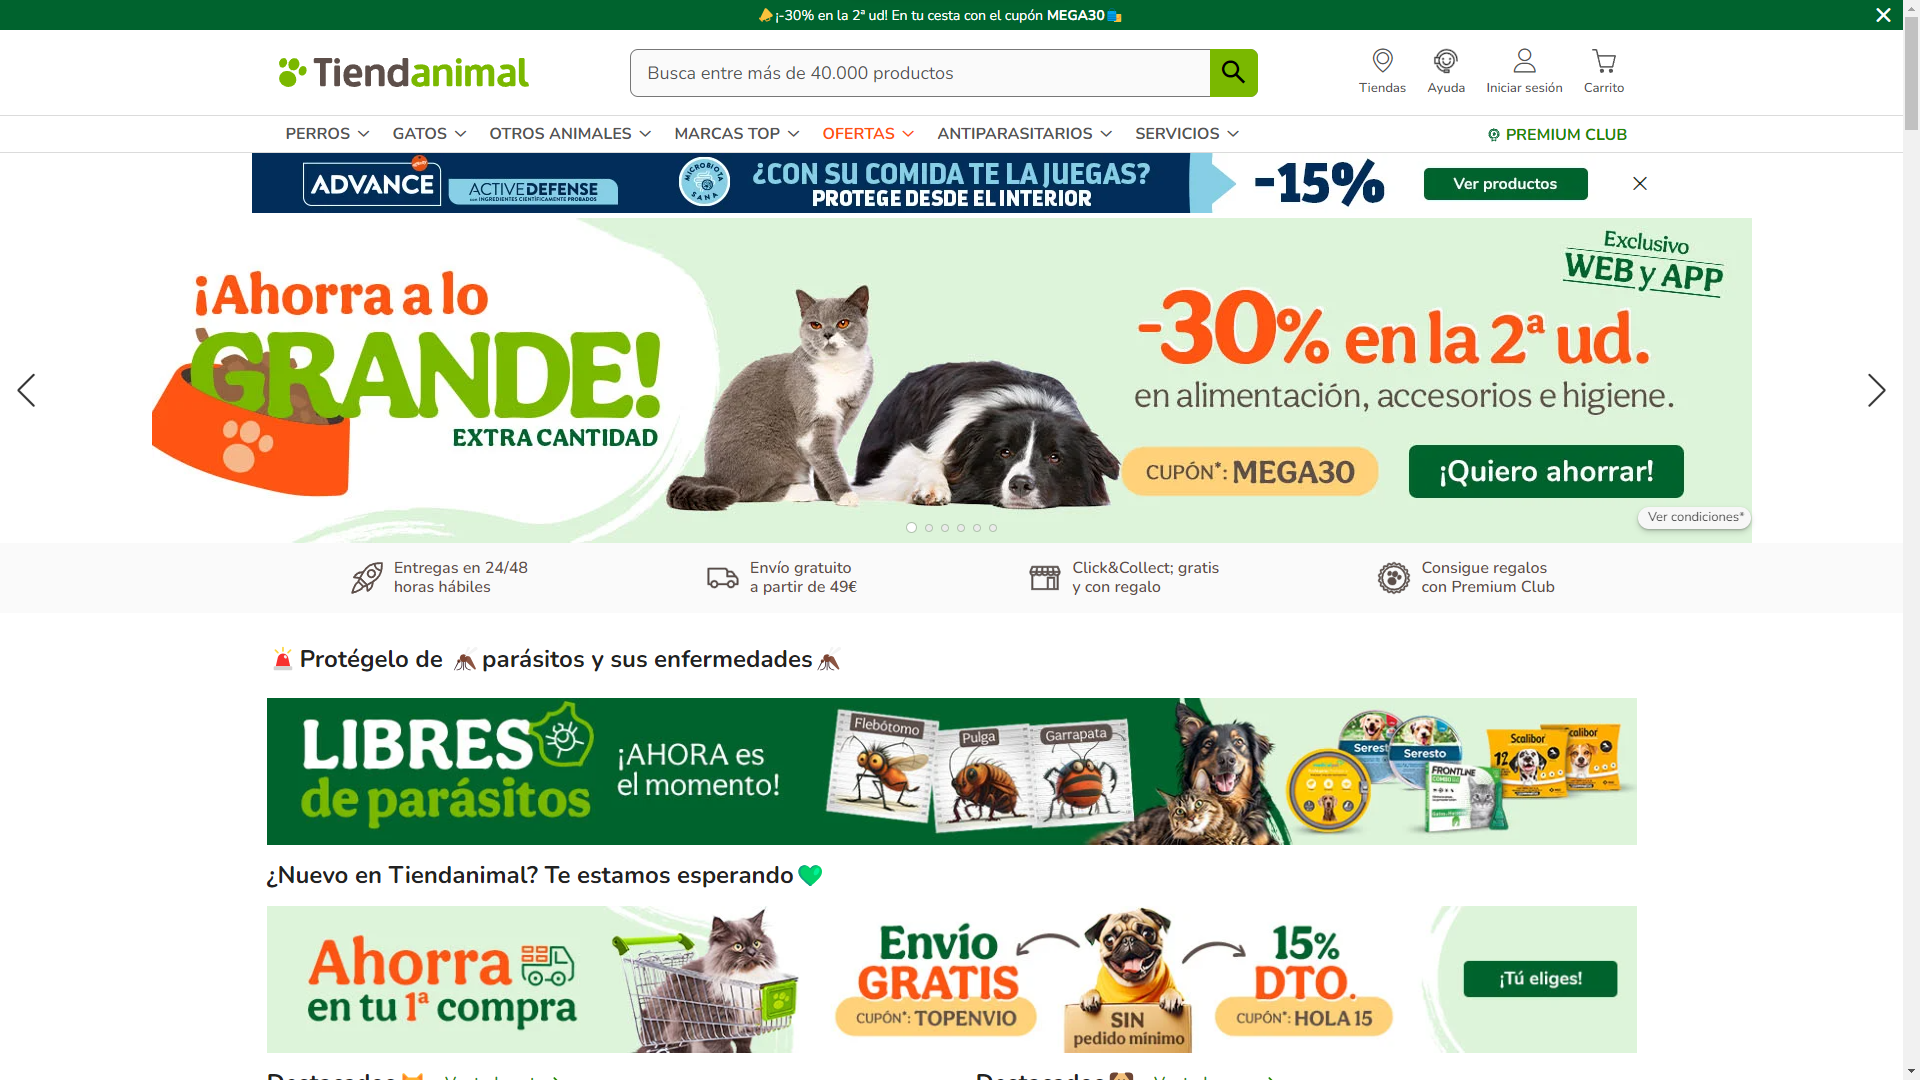 ¡-30% en la 2ª ud! En tu cesta con el cupón MEGA30
Tiendanimal
Busca entre más de 40.000 productos
Tiendas
Ayuda
Iniciar sesión
Carrito
PERROS
GATOS
OTROS ANIMALES
MARCAS TOP
OFERTAS
ANTIPARASITARIOS
SERVICIOS
PREMIUM CLUB
ADVANCE
ACTIVE DEFENSE
CON INGREDIENTES CIENTÍFICAMENTE PROBADOS
MICROBIOTA SANA
¿CON SU COMIDA TE LA JUEGAS?
PROTEGE DESDE EL INTERIOR
-15%
Ver productos
¡Ahorra a lo
GRANDE!
EXTRA CANTIDAD
Exclusivo
WEB y APP
-30% en la 2ª ud.
en alimentación, accesorios e higiene.
CUPÓN*: MEGA30
¡Quiero ahorrar!
Ver condiciones*
Entregas en 24/48
horas hábiles
Envío gratuito
a partir de 49€
Click&Collect; gratis
y con regalo
Consigue regalos
con Premium Club
Protégelo de parásitos y sus enfermedades
LIBRES
de parásitos
¡AHORA es
el momento!
Flebótomo
Pulga
Garrapata
Seresto
Seresto
FRONTLINE
COMBO
Scalibor
12
¿Nuevo en Tiendanimal? Te estamos esperando
Ahorra
en tu 1ª compra
Envío
GRATIS
CUPÓN*: TOPENVIO
SIN
pedido mínimo
15%
DTO.
CUPÓN*: HOLA15
¡Tú eliges!